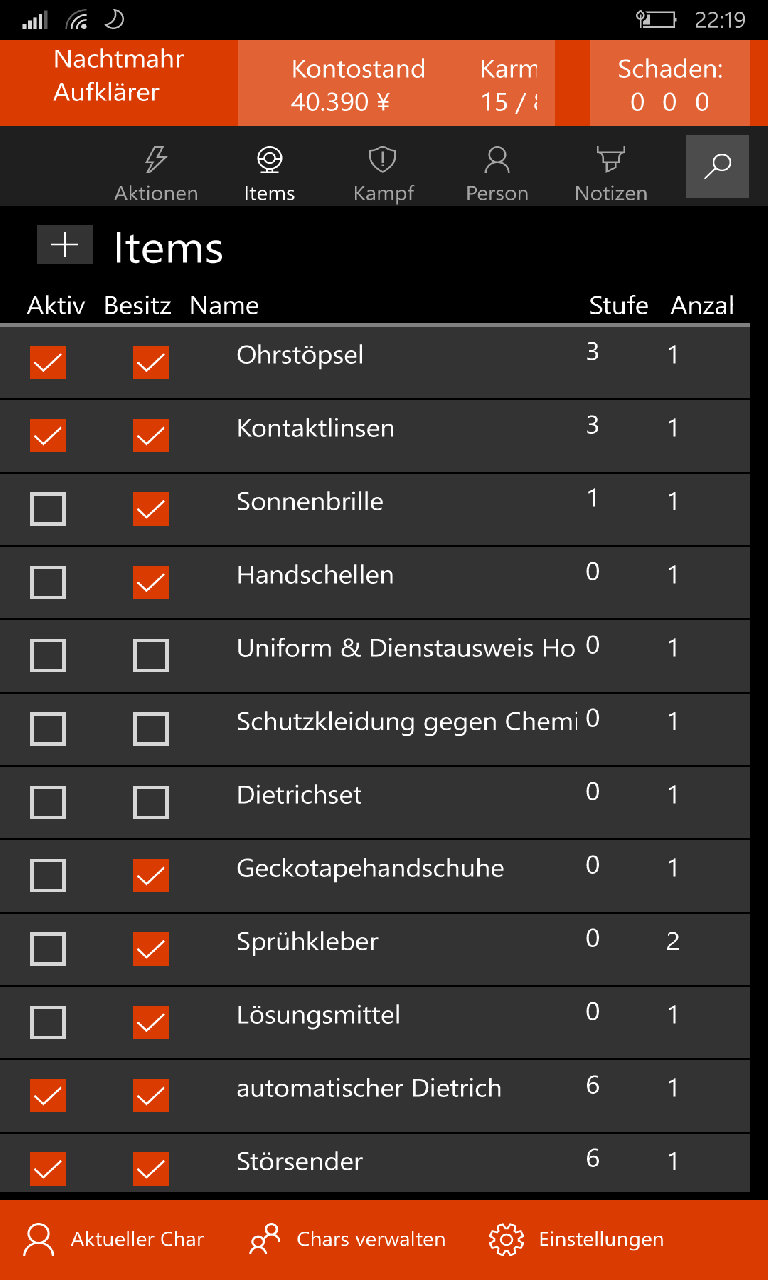 22:19
Nachtmahr
Aufklärer
Kontostand
40.390 ¥
Karm
15 /
Schaden:
0 0 0
Aktionen Items Kampf Person Notizen
Items
Aktiv Besitz Name Stufe Anzal
Ohrstöpsel 3 1
Kontaktlinsen 3 1
Sonnenbrille 1 1
Handschellen 0 1
Uniform & Dienstausweis Ho 0 1
Schutzkleidung gegen Chemi 0 1
Dietrichset 0 1
Geckotapehandschuhe 0 1
Sprühkleber 0 2
Lösungsmittel 0 1
automatischer Dietrich 6 1
Störsender 6 1
Aktueller Char Chars verwalten Einstellungen